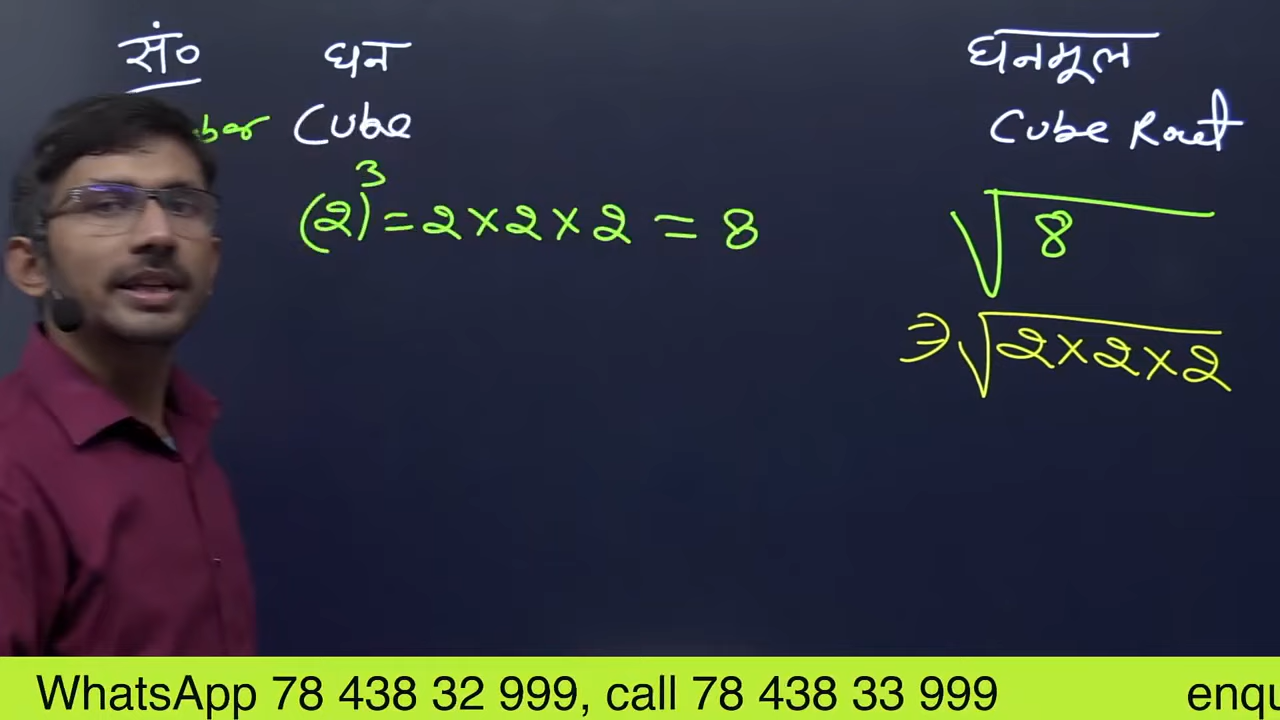 सं० घन घनमूल
Cube Cube Root
(2)³ = 2 × 2 × 2 = 8 √8
⇒ √2 × 2 × 2
WhatsApp 78 438 32 999, call 78 438 33 999